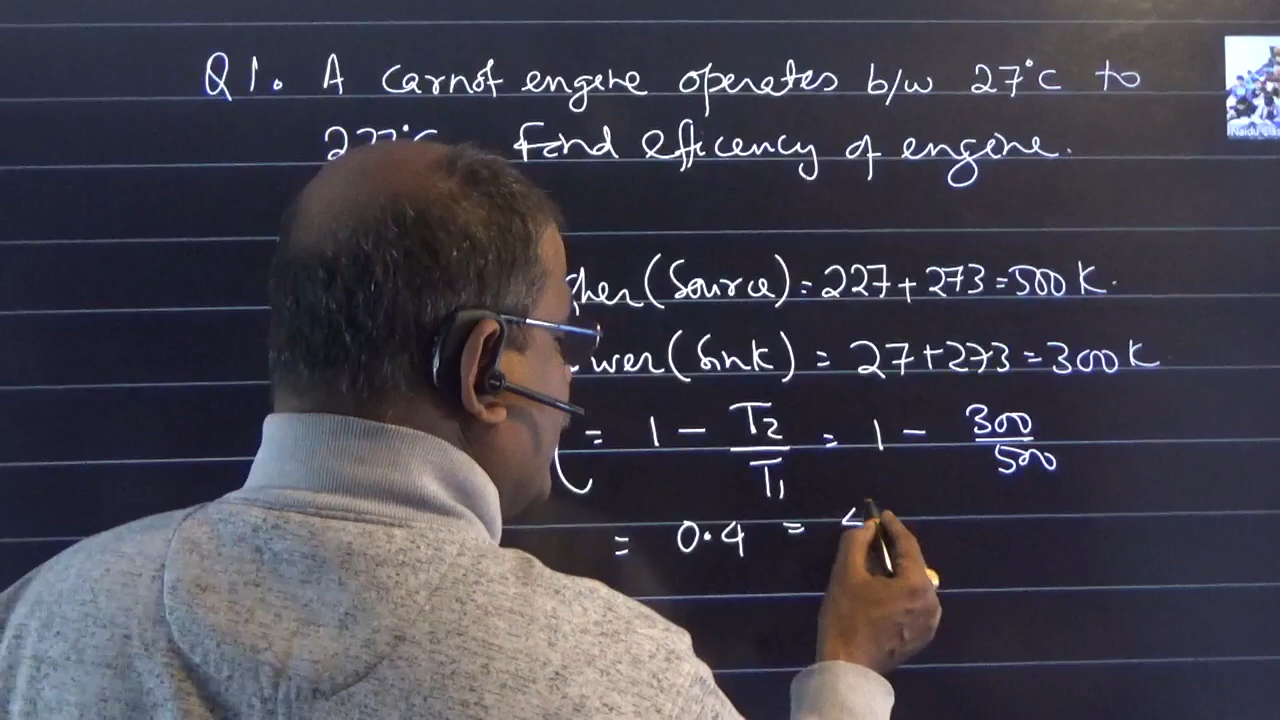 Q1. A Carnot engine operates b/w 27°C to
Find efficency of engine.
(Source) = 227 + 273 = 500 K.
(Sink) = 27 + 273 = 300 K
= 1 - T2/T1 = 1 - 300/500
= 0.4 =
Naidu